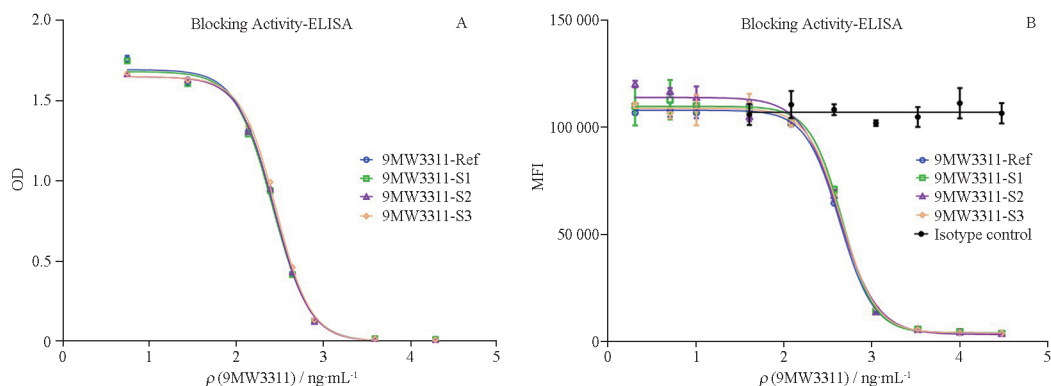 Blocking Activity-ELISA
A
2.0
1.5
1.0
0.5
0
OD
9MW3311-Ref
9MW3311-S1
9MW3311-S2
9MW3311-S3
0 1 2 3 4 5
ρ (9MW3311) / ng·mL⁻¹
Blocking Activity-ELISA
B
150 000
100 000
50 000
0
MFI
9MW3311-Ref
9MW3311-S1
9MW3311-S2
9MW3311-S3
Isotype control
0 1 2 3 4 5
ρ (9MW3311) / ng·mL⁻¹